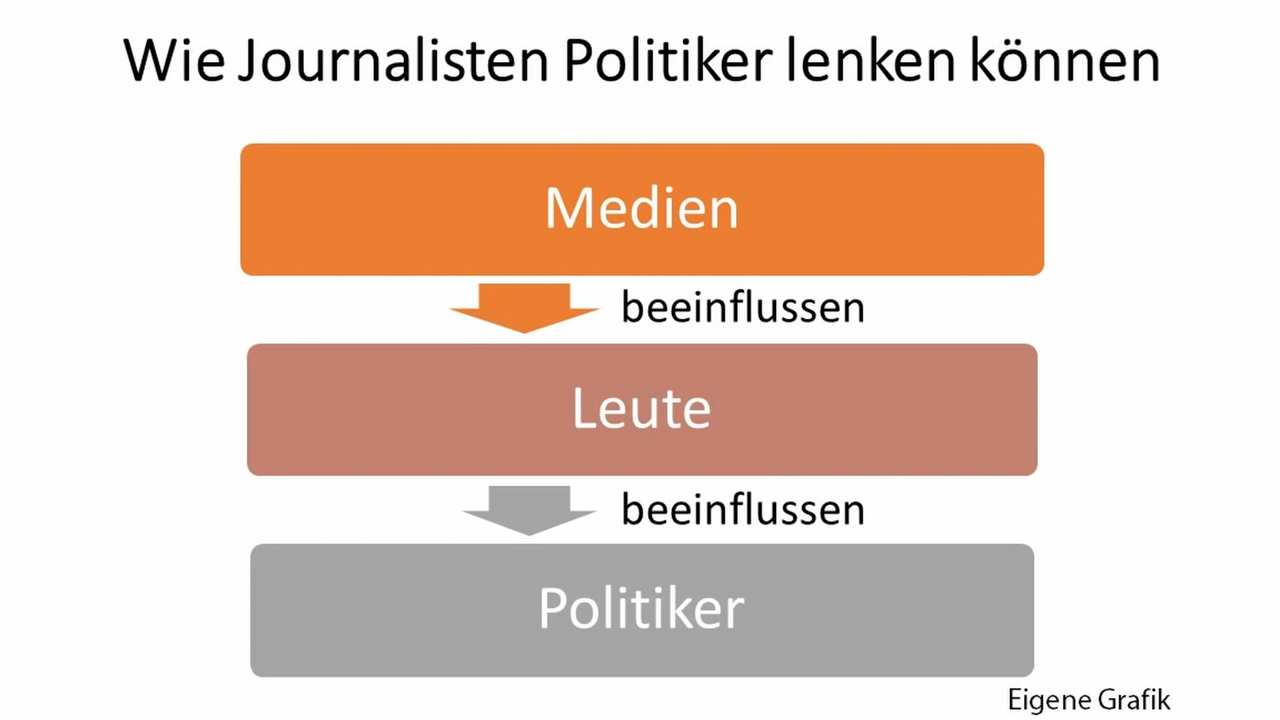 Wie Journalisten Politiker lenken können
Medien
beeinflussen
Leute
beeinflussen
Politiker
Eigene Grafik